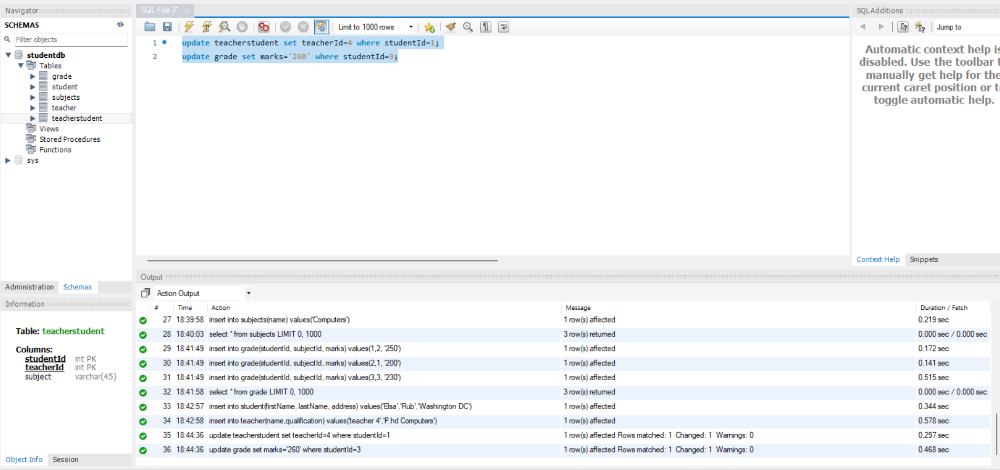 Navigator
SCHEMAS
Filter objects
studentdb
Tables
grade
student
subjects
teacher
teacherstudent
Views
Stored Procedures
Functions
sys
Administration Schemas
Information
Table: teacherstudent
Columns:
studentId int PK
teacherId int PK
subject varchar(45)
Object Info Session
SQL File 3*
Limit to 1000 rows
1 update teacherstudent set teacherId=4 where studentId=1;
2 update grade set marks='260' where studentId=3;
SQLAdditions
Jump to
Automatic context help is
disabled. Use the toolbar t
manually get help for the
current caret position or t
toggle automatic help.
Context Help Snippets
Output
Action Output
# Time Action Message Duration / Fetch
27 18:39:58 insert into subjects(name) values('Computers') 1 row(s) affected 0.219 sec
28 18:40:03 select * from subjects LIMIT 0, 1000 3 row(s) returned 0.000 sec / 0.000 sec
29 18:41:49 insert into grade(studentId, subjectId, marks) values(1,2, '250') 1 row(s) affected 0.172 sec
30 18:41:49 insert into grade(studentId, subjectId, marks) values(2,1, '200') 1 row(s) affected 0.141 sec
31 18:41:49 insert into grade(studentId, subjectId, marks) values(3,3, '230') 1 row(s) affected 0.515 sec
32 18:41:58 select * from grade LIMIT 0, 1000 3 row(s) returned 0.000 sec / 0.000 sec
33 18:42:57 insert into student(firstName, lastName, address) values('Elsa','Rub','Washington DC') 1 row(s) affected 0.344 sec
34 18:42:58 insert into teacher(name,qualification) values('teacher 4','P.hd Computers') 1 row(s) affected 0.578 sec
35 18:44:36 update teacherstudent set teacherId=4 where studentId=1 1 row(s) affected Rows matched: 1 Changed: 1 Warnings: 0 0.297 sec
36 18:44:36 update grade set marks='260' where studentId=3 1 row(s) affected Rows matched: 1 Changed: 1 Warnings: 0 0.468 sec